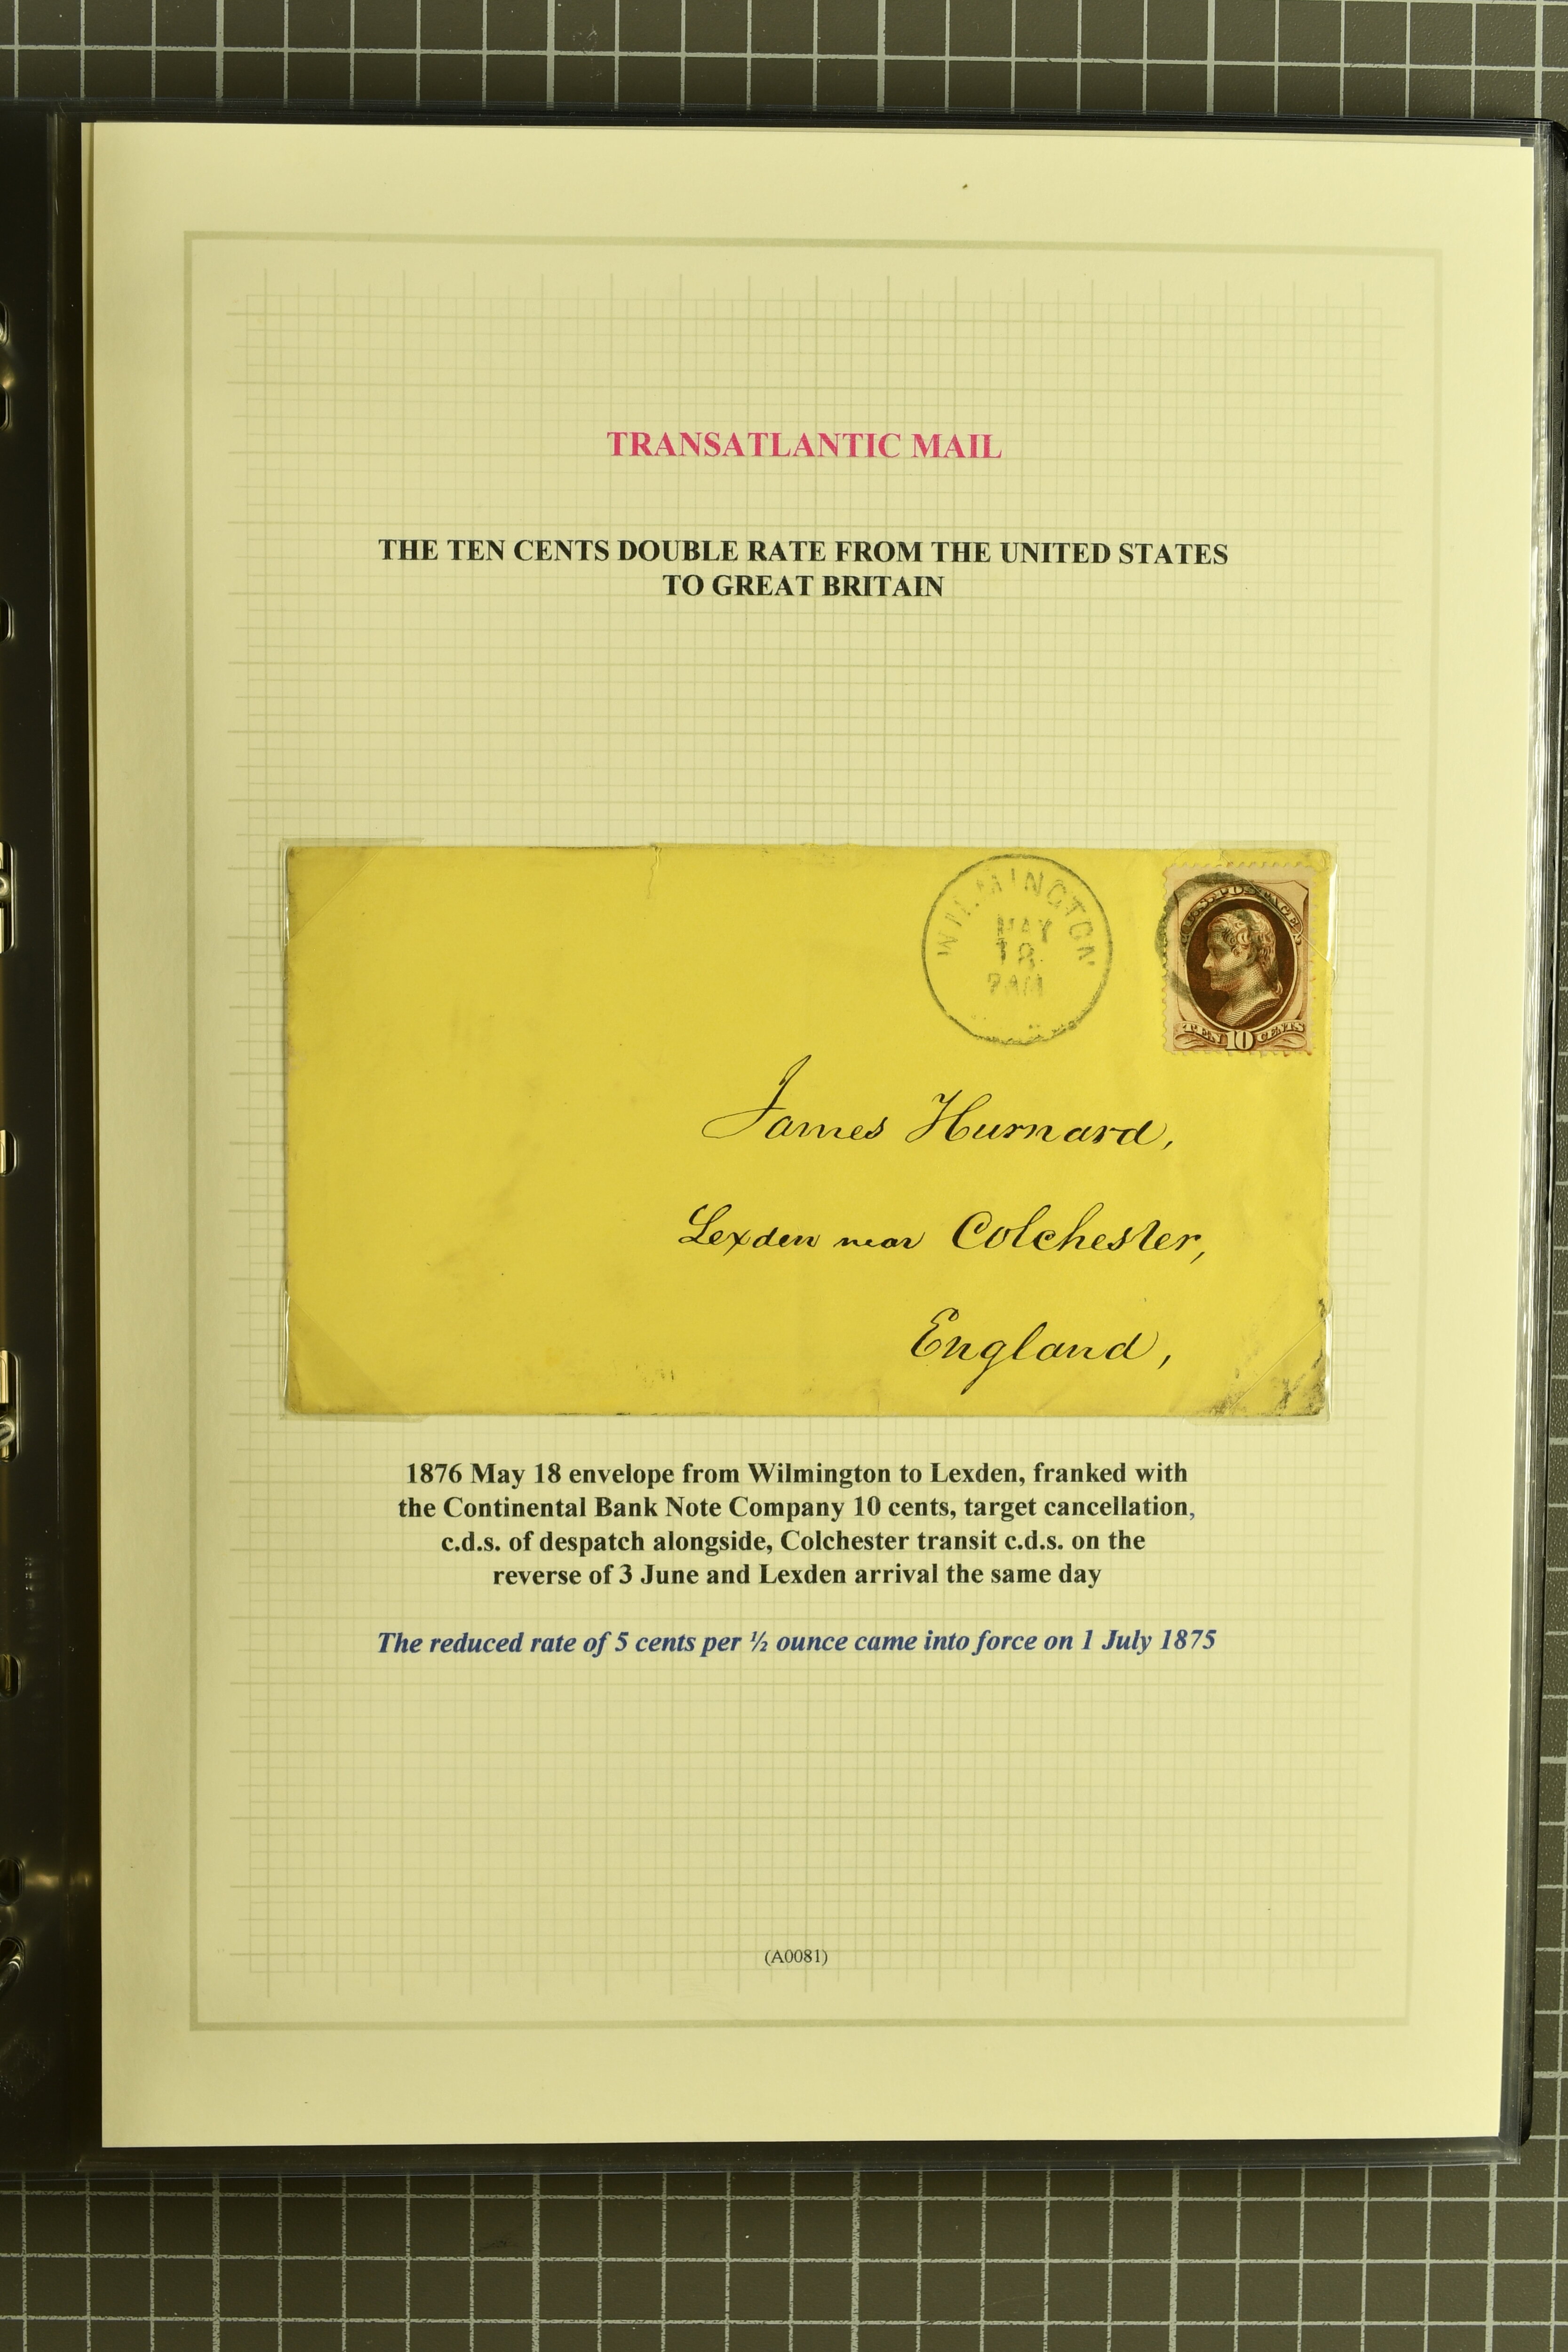 TRANSATLANTIC MAIL
THE TEN CENTS DOUBLE RATE FROM THE UNITED STATES
TO GREAT BRITAIN
WILMINGTON
MAY
18
9AM
U.S. POSTAGE
TEN 10 CENTS
James Hurnard,
Lexden near Colchester,
England,
1876 May 18 envelope from Wilmington to Lexden, franked with
the Continental Bank Note Company 10 cents, target cancellation,
c.d.s. of despatch alongside, Colchester transit c.d.s. on the
reverse of 3 June and Lexden arrival the same day
The reduced rate of 5 cents per ½ ounce came into force on 1 July 1875
(A0081)